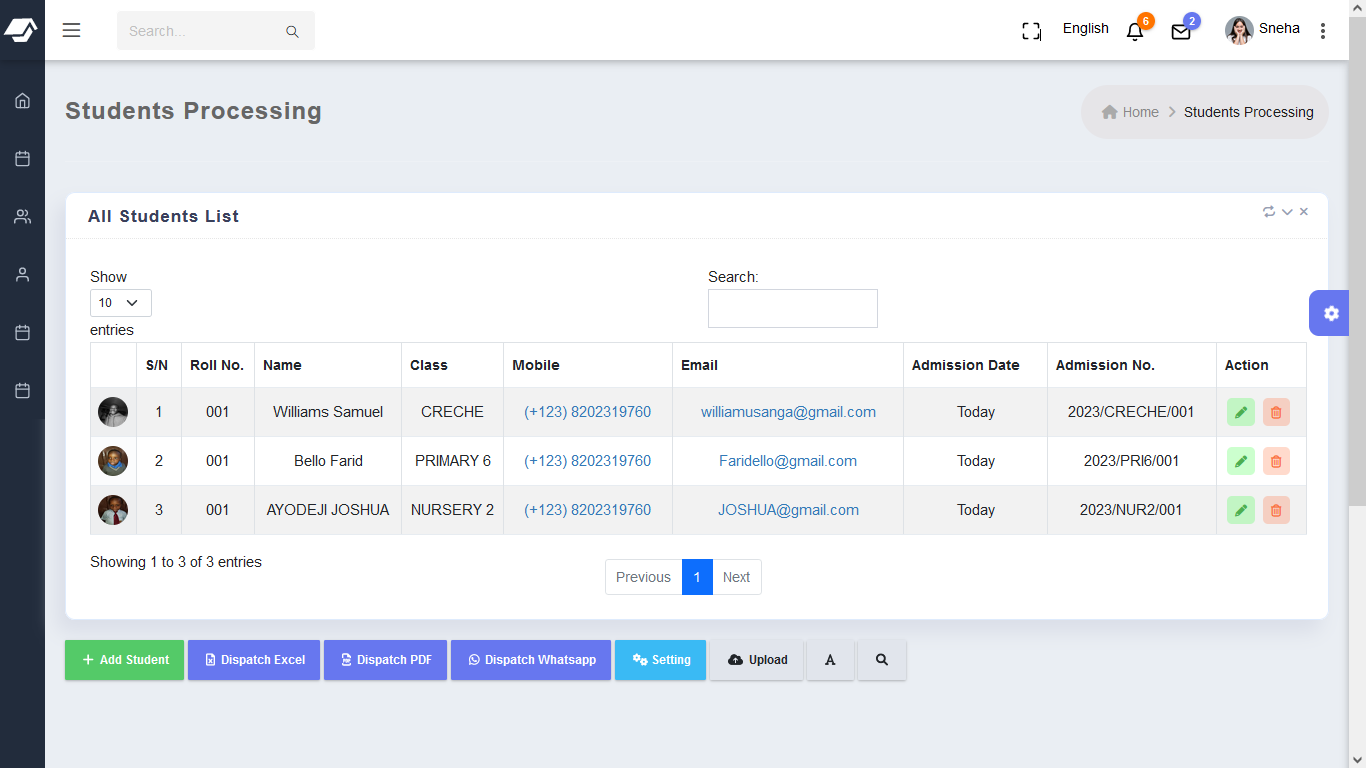 Search...
English
6
2
Sneha
Students Processing
Home > Students Processing
All Students List
Show
10
entries
Search:
S/N Roll No. Name Class Mobile Email Admission Date Admission No. Action
1 001 Williams Samuel CRECHE (+123) 8202319760 williamusanga@gmail.com Today 2023/CRECHE/001
2 001 Bello Farid PRIMARY 6 (+123) 8202319760 Faridello@gmail.com Today 2023/PRI6/001
3 001 AYODEJI JOSHUA NURSERY 2 (+123) 8202319760 JOSHUA@gmail.com Today 2023/NUR2/001
Showing 1 to 3 of 3 entries
Previous 1 Next
Add Student Dispatch Excel Dispatch PDF Dispatch Whatsapp Setting Upload A